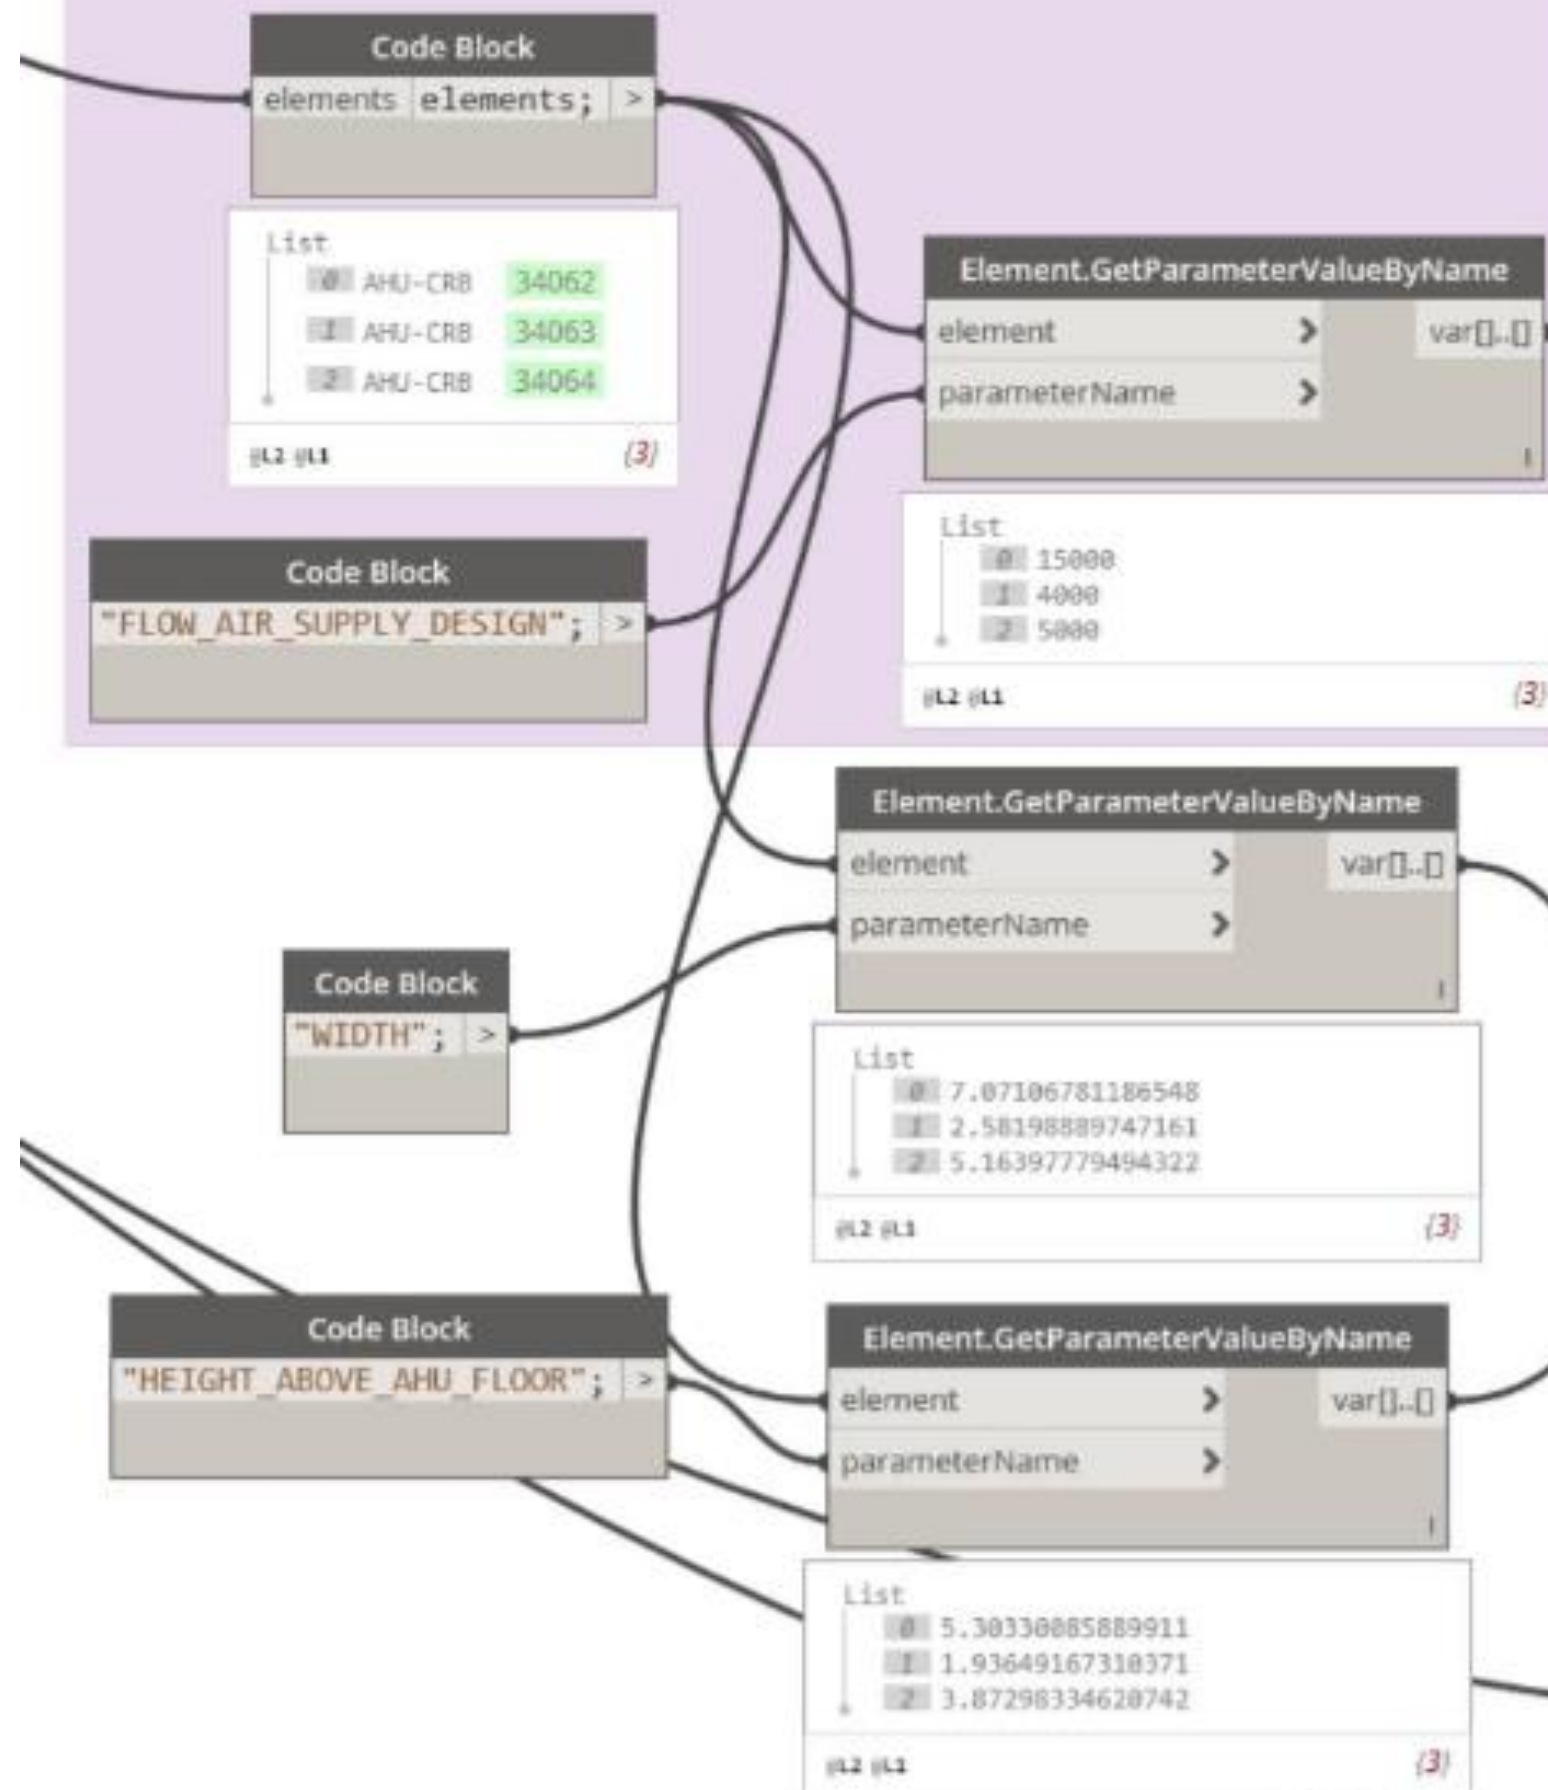 Code Block
elements elements; >
List
0 AHU-CRB 34062
1 AHU-CRB 34063
2 AHU-CRB 34064
@L2 @L1 {3}
Element.GetParameterValueByName
element > var[]..[]
parameterName >
List
0 15000
1 4000
2 5000
@L2 @L1 {3}
Code Block
"FLOW_AIR_SUPPLY_DESIGN"; >
Element.GetParameterValueByName
element > var[]..[]
parameterName >
Code Block
"WIDTH"; >
List
0 7.07106781186548
1 2.58198889747161
2 5.16397779494322
@L2 @L1 {3}
Code Block
"HEIGHT_ABOVE_AHU_FLOOR"; >
Element.GetParameterValueByName
element > var[]..[]
parameterName >
List
0 5.30330085889911
1 1.93649167310371
2 3.87298334620742
@L2 @L1 {3}